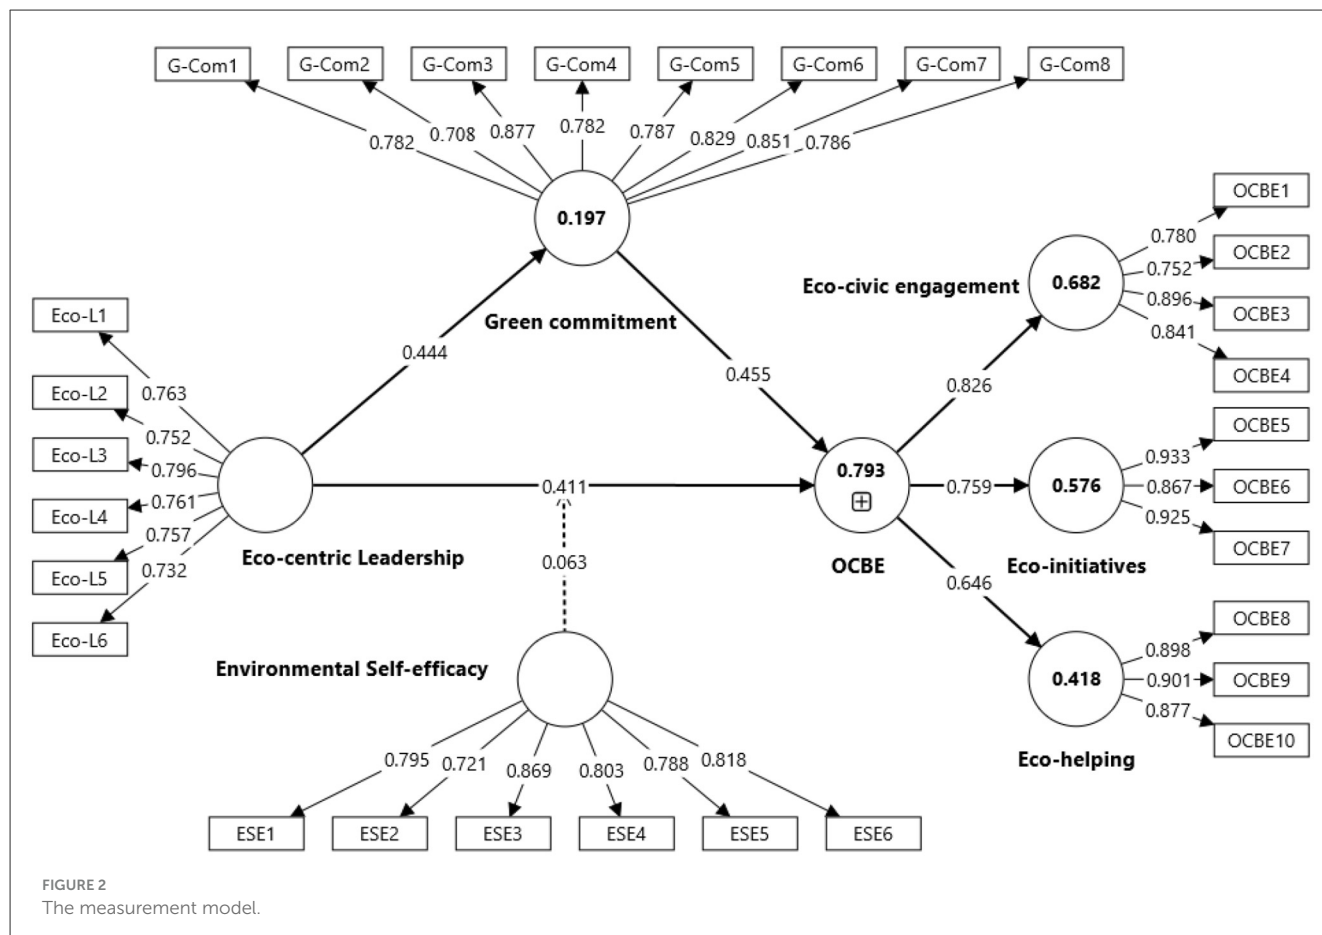 G-Com1 G-Com2 G-Com3 G-Com4 G-Com5 G-Com6 G-Com7 G-Com8
0.782 0.708 0.877 0.782 0.787 0.829 0.851 0.786
0.197
Green commitment
Eco-L1
Eco-L2
Eco-L3
Eco-L4
Eco-L5
Eco-L6
0.763
0.752
0.796
0.761
0.757
0.732
Eco-centric Leadership
0.444
0.455
0.411
0.063
0.793
OCBE
0.826
0.759
0.646
Eco-civic engagement
0.682
0.780
0.752
0.896
0.841
OCBE1
OCBE2
OCBE3
OCBE4
0.576
Eco-initiatives
0.933
0.867
0.925
OCBE5
OCBE6
OCBE7
0.418
Eco-helping
0.898
0.901
0.877
OCBE8
OCBE9
OCBE10
Environmental Self-efficacy
0.795 0.721 0.869 0.803 0.788 0.818
ESE1 ESE2 ESE3 ESE4 ESE5 ESE6
FIGURE 2
The measurement model.